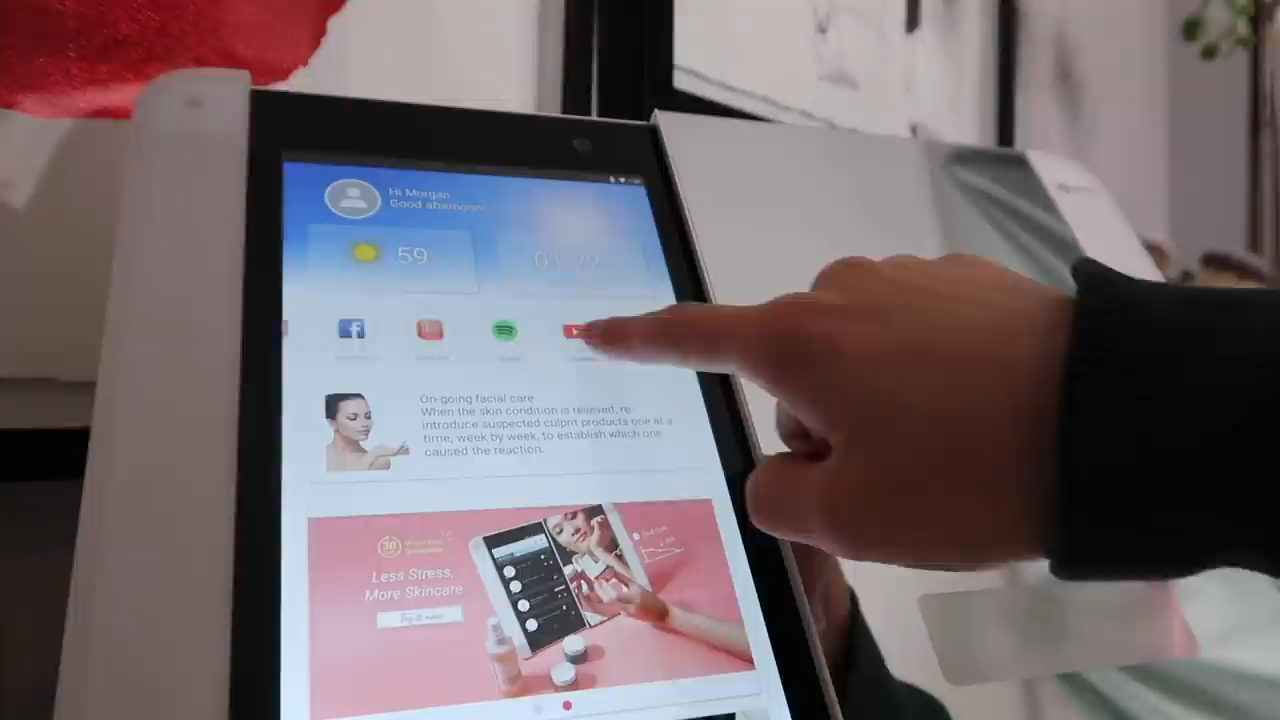 Hi Morgan
Good afternoon
59
On-going facial care
When the skin condition is relieved, re-
introduce suspected culprit products one at a
time, week by week, to establish which one
caused the reaction.
30
Less Stress,
More Skincare